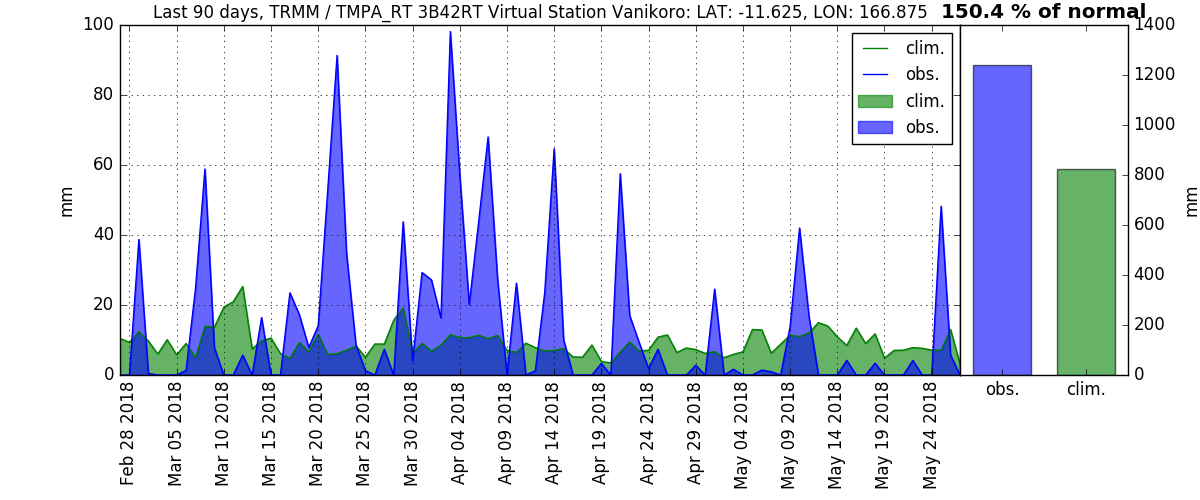 Last 90 days, TRMM / TMPA_RT 3B42RT Virtual Station Vanikoro: LAT: -11.625, LON: 166.875 150.4 % of normal
100
80
60
40
20
0
mm
clim.
obs.
clim.
obs.
1400
1200
1000
800
600
400
200
0
mm
Feb 28 2018
Mar 05 2018
Mar 10 2018
Mar 15 2018
Mar 20 2018
Mar 25 2018
Mar 30 2018
Apr 04 2018
Apr 09 2018
Apr 14 2018
Apr 19 2018
Apr 24 2018
Apr 29 2018
May 04 2018
May 09 2018
May 14 2018
May 19 2018
May 24 2018
obs.
clim.